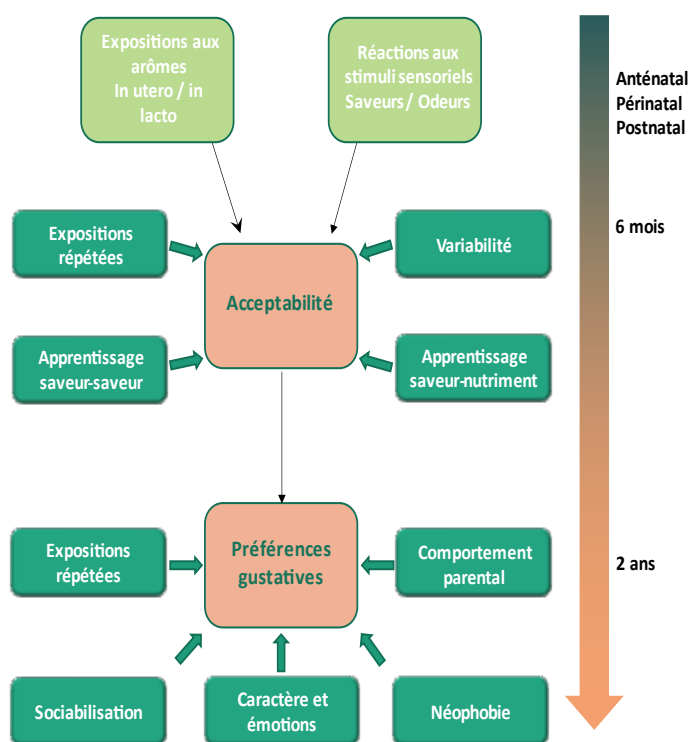 Expositions aux
arômes
In utero / in
lacto
Réactions aux
stimuli sensoriels
Saveurs / Odeurs
Anténatal
Périnatal
Postnatal
Expositions
répétées
Variabilité
6 mois
Acceptabilité
Apprentissage
saveur-saveur
Apprentissage
saveur-nutriment
Expositions
répétées
Préférences
gustatives
Comportement
parental
2 ans
Sociabilisation
Caractère et
émotions
Néophobie